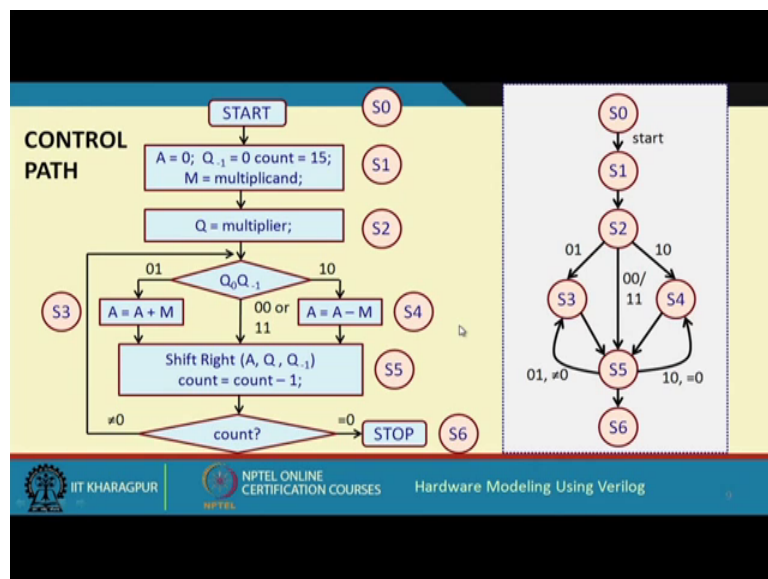 CONTROL
PATH
START
S0
A = 0; Q₋₁ = 0 count = 15;
M = multiplicand;
S1
Q = multiplier;
S2
01
10
Q₀Q₋₁
S3
A = A + M
00 or
11
A = A – M
S4
Shift Right (A, Q , Q₋₁)
count = count – 1;
S5
≠0
count?
=0
STOP
S6
S0
start
S1
S2
01
10
00/
11
S3
S4
01, ≠0
S5
10, =0
S6
IIT KHARAGPUR
NPTEL
NPTEL ONLINE
CERTIFICATION COURSES
Hardware Modeling Using Verilog
9